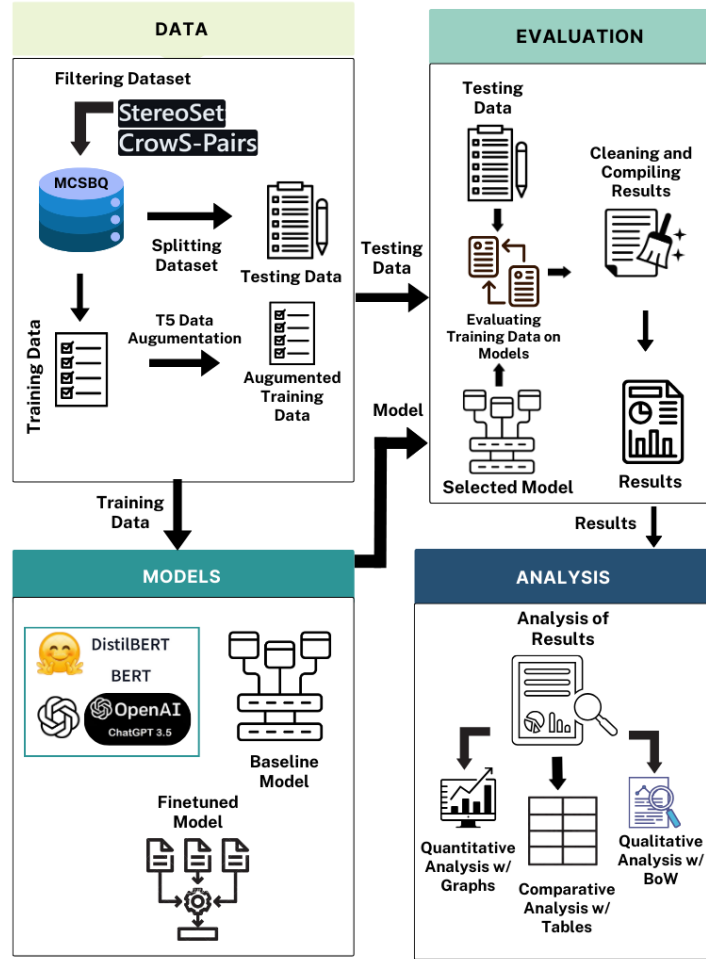 DATA
Filtering Dataset
StereoSet
CrowS-Pairs
MCSBQ
Splitting
Dataset
Testing Data
Training Data
T5 Data
Augumentation
Augumented
Training
Data
Testing
Data
Model
Training
Data
EVALUATION
Testing
Data
Cleaning and
Compiling
Results
Evaluating
Training Data on
Models
Selected Model
Results
Results
MODELS
DistilBERT
BERT
OpenAI
ChatGPT 3.5
Baseline
Model
Finetuned
Model
ANALYSIS
Analysis of
Results
Quantitative
Analysis w/
Graphs
Comparative
Analysis w/
Tables
Qualitative
Analysis w/
BoW